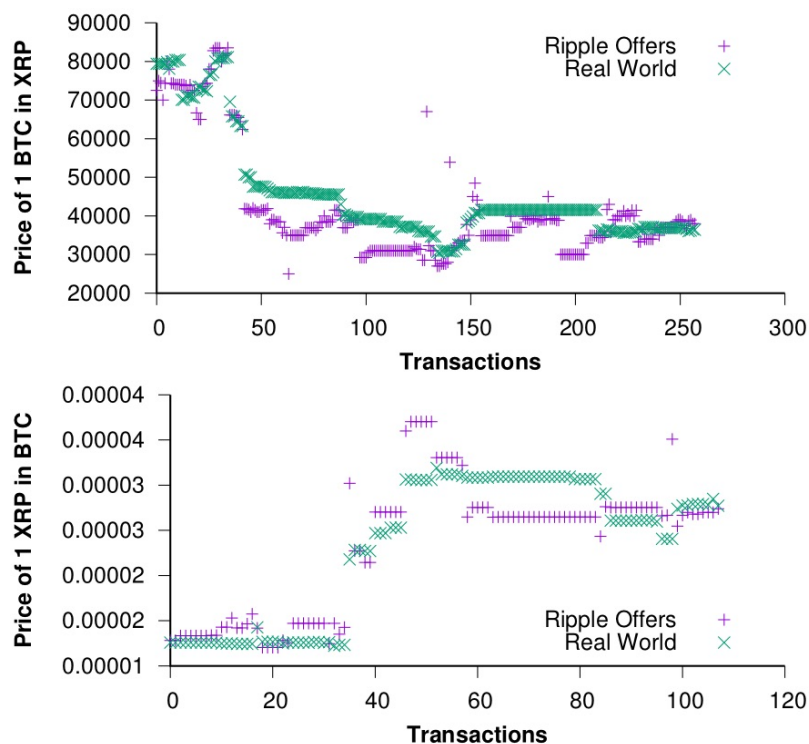 90000
80000
70000
60000
50000
40000
30000
20000
Price of 1 BTC in XRP
Ripple Offers
Real World
0 50 100 150 200 250 300
Transactions
0.00004
0.00004
0.00003
0.00003
0.00002
0.00002
0.00001
Price of 1 XRP in BTC
Ripple Offers
Real World
0 20 40 60 80 100 120
Transactions